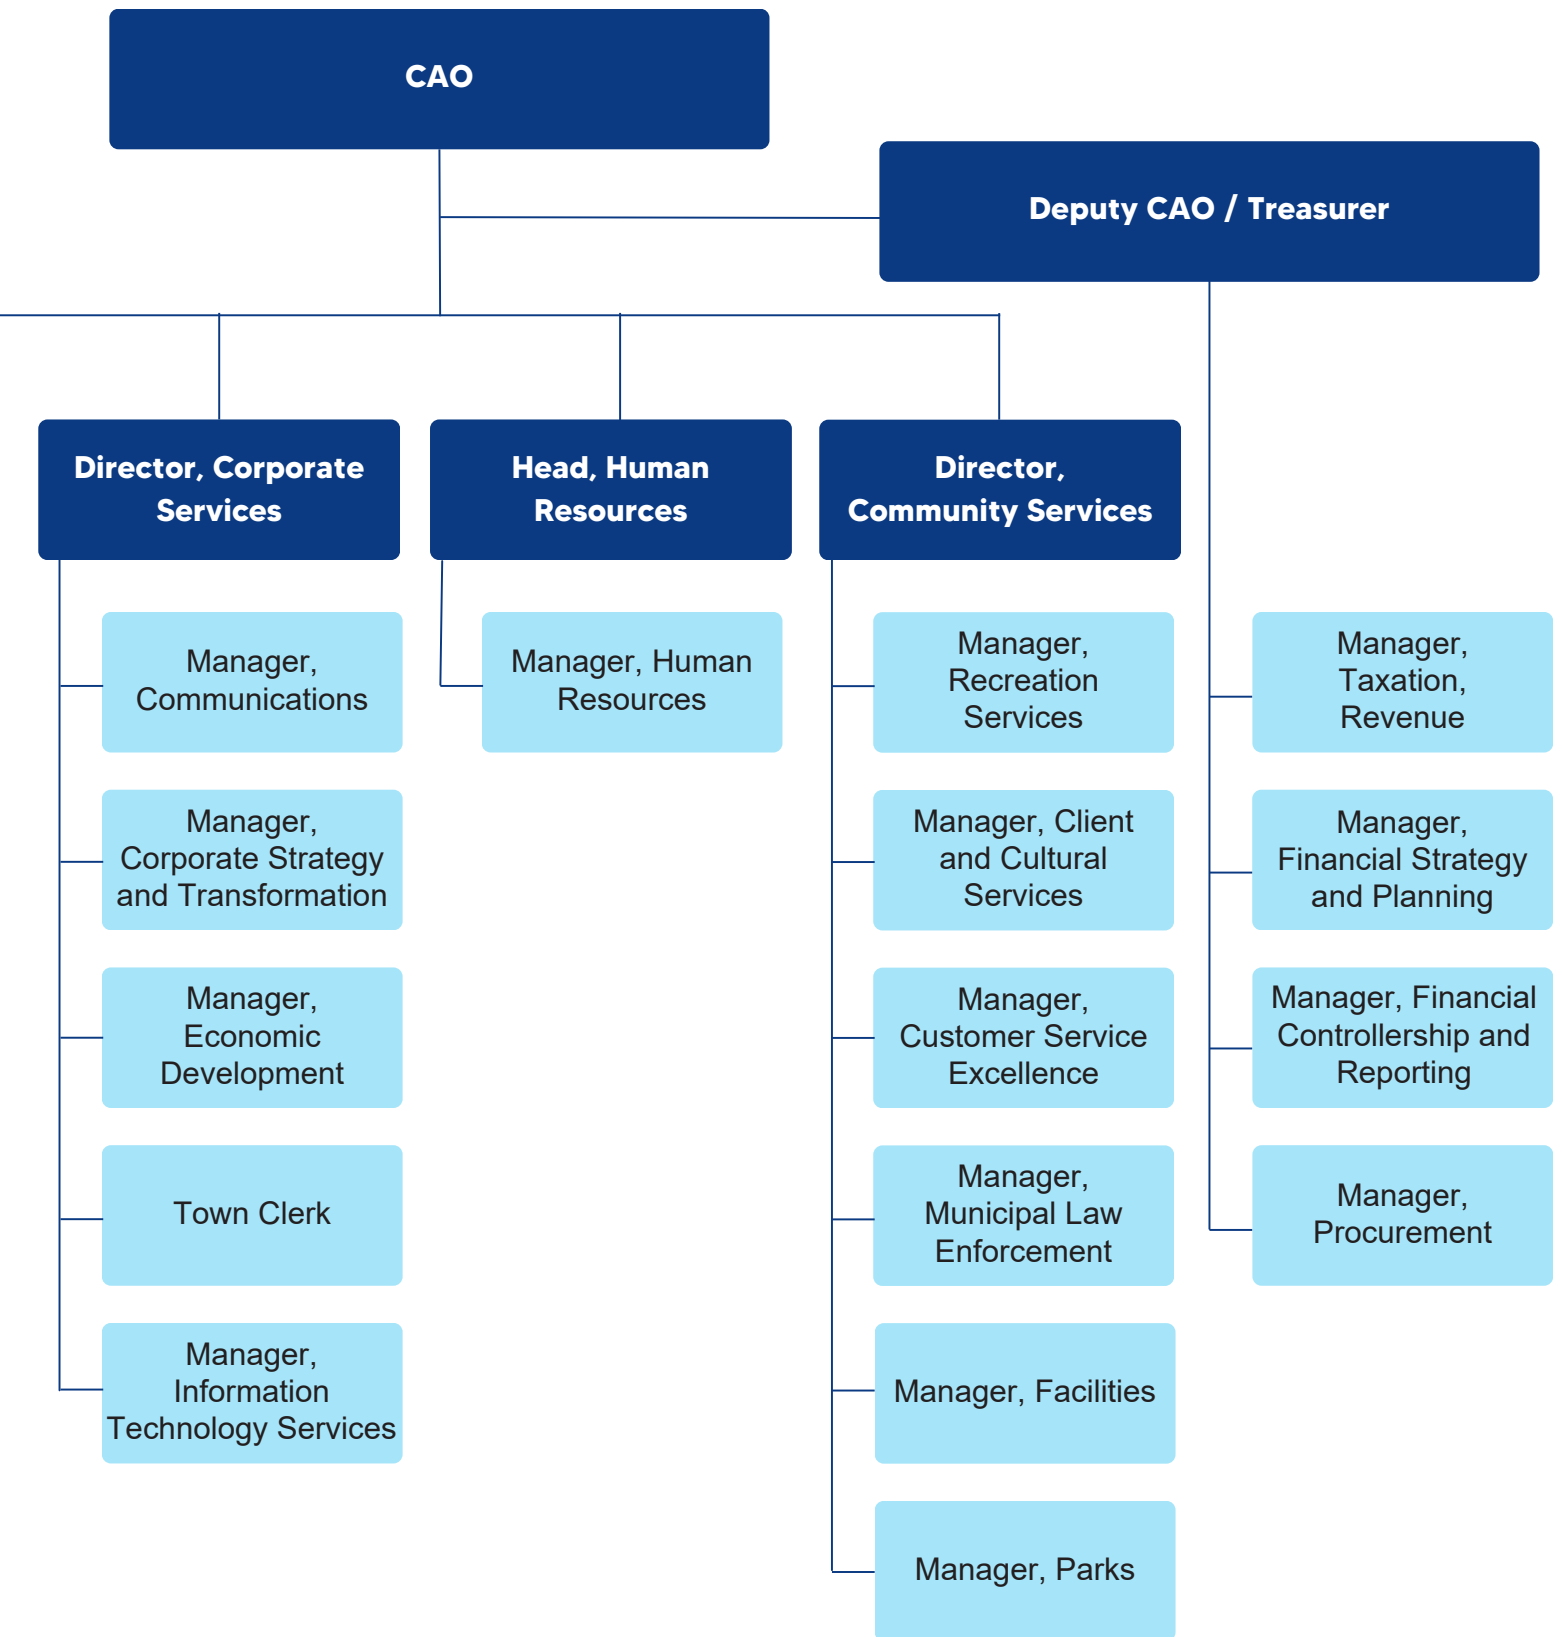 CAO
Deputy CAO / Treasurer
Director, Corporate
Services
Head, Human
Resources
Director,
Community Services
Manager,
Communications
Manager,
Corporate Strategy
and Transformation
Manager,
Economic
Development
Town Clerk
Manager,
Information
Technology Services
Manager, Human
Resources
Manager,
Recreation
Services
Manager, Client
and Cultural
Services
Manager,
Customer Service
Excellence
Manager,
Municipal Law
Enforcement
Manager, Facilities
Manager, Parks
Manager,
Taxation,
Revenue
Manager,
Financial Strategy
and Planning
Manager, Financial
Controllership and
Reporting
Manager,
Procurement